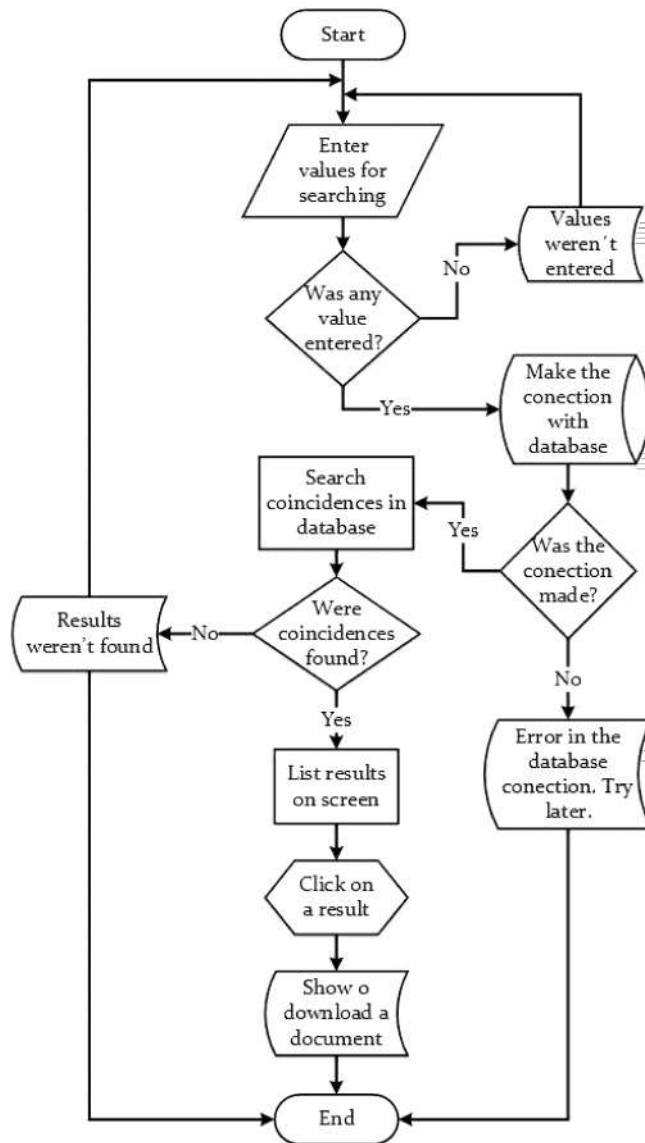 Start
Enter
values for
searching
Values
weren´t
entered
No
Was any
value
entered?
Yes
Make the
conection
with
database
Search
coincidences in
database
Yes
Was the
conection
made?
Results
weren't found
No
Were
coincidences
found?
No
Yes
Error in the
database
conection. Try
later.
List results
on screen
Click on
a result
Show o
download a
document
End